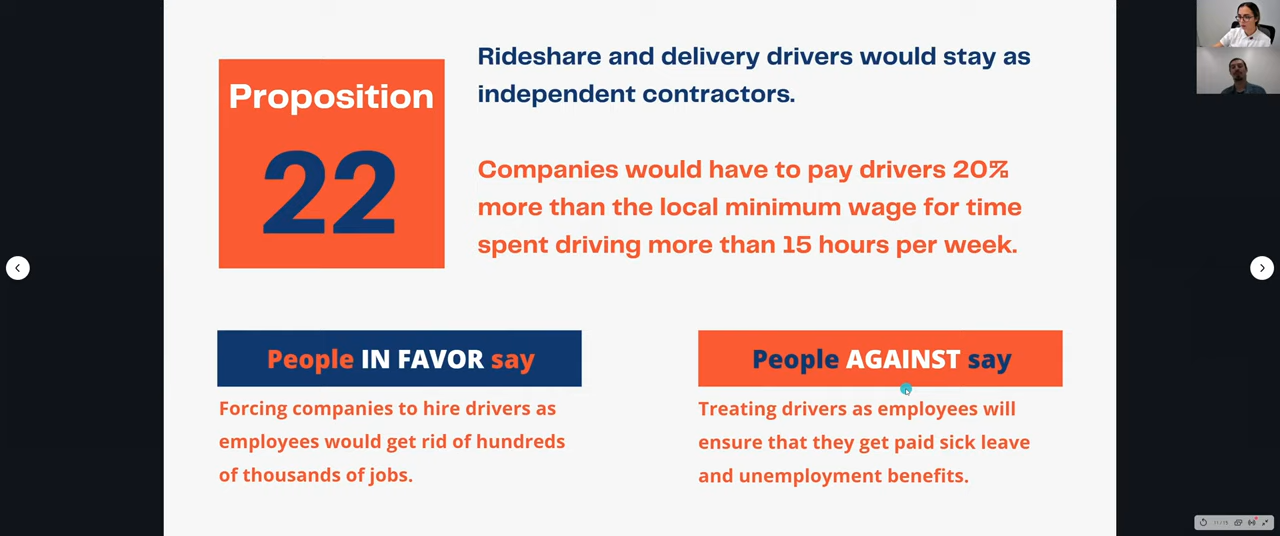 Proposition
22
Rideshare and delivery drivers would stay as
independent contractors.
Companies would have to pay drivers 20%
more than the local minimum wage for time
spent driving more than 15 hours per week.
People IN FAVOR say
Forcing companies to hire drivers as
employees would get rid of hundreds
of thousands of jobs.
People AGAINST say
Treating drivers as employees will
ensure that they get paid sick leave
and unemployment benefits.